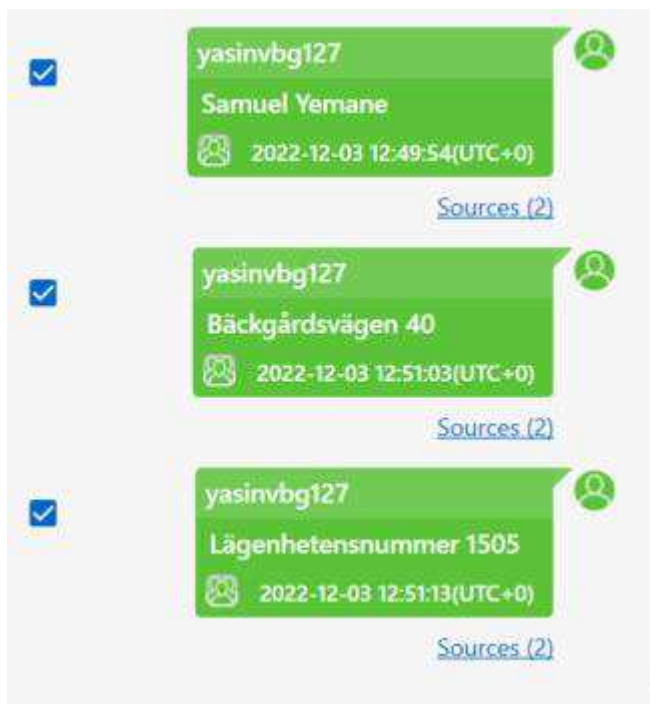 yasinvbg127
Samuel Yemane
2022-12-03 12:49:54(UTC+0)
Sources (2)
yasinvbg127
Bäckgårdsvägen 40
2022-12-03 12:51:03(UTC+0)
Sources (2)
yasinvbg127
Lägenhetensnummer 1505
2022-12-03 12:51:13(UTC+0)
Sources (2)